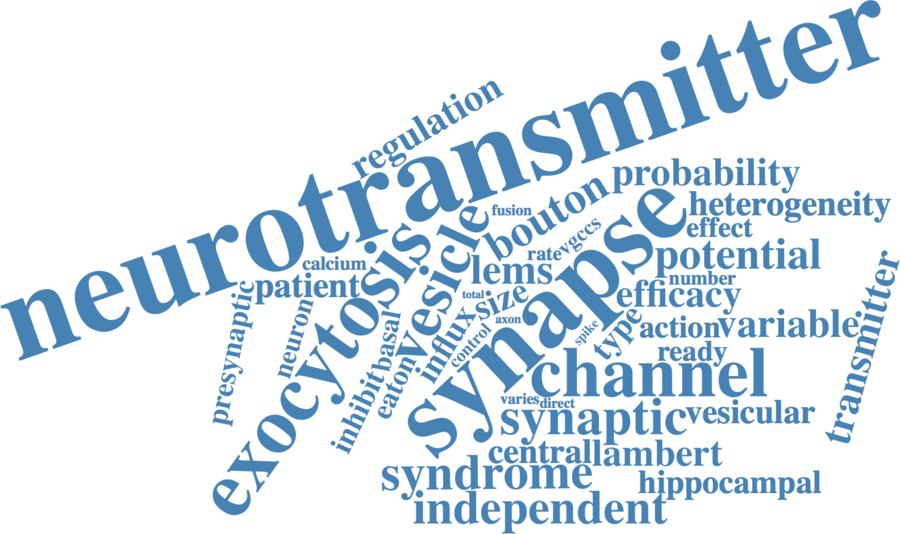 neurotransmitter
regulation
probability
heterogeneity
effect
fusion
bouton
synapse
vesicle
exocytosis
rate
vgccs
potential
calcium
patient
lems
number
total
size
efficacy
transmitter
presynaptic
neuron
basal
influx
axon
control
spike
type
action
variable
ready
inhibit
eaton
channel
varies
direct
synaptic
vesicular
central
lambert
syndrome
hippocampal
independent